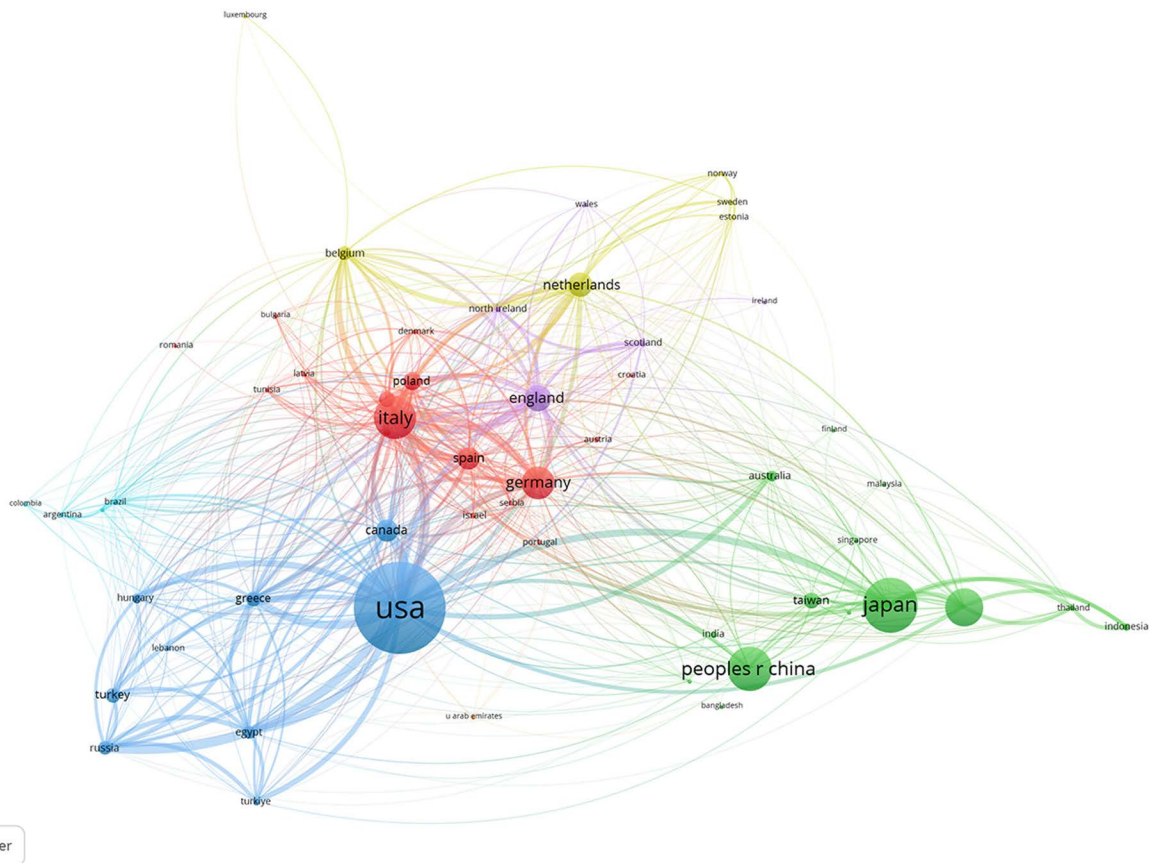 luxembourg
norway
sweden
wales
estonia
belgium
netherlands
ireland
north ireland
bulgaria
denmark
scotland
romania
latvia
croatia
poland
tunisia
england
italy
finland
austria
spain
australia
germany
malaysia
brazil
serbia
colombia
argentina
israel
canada
singapore
portugal
hungary
greece
taiwan
japan
usa
thailand
indonesia
india
lebanon
peoples r china
turkey
bangladesh
u arab emirates
egypt
russia
turkiye
er